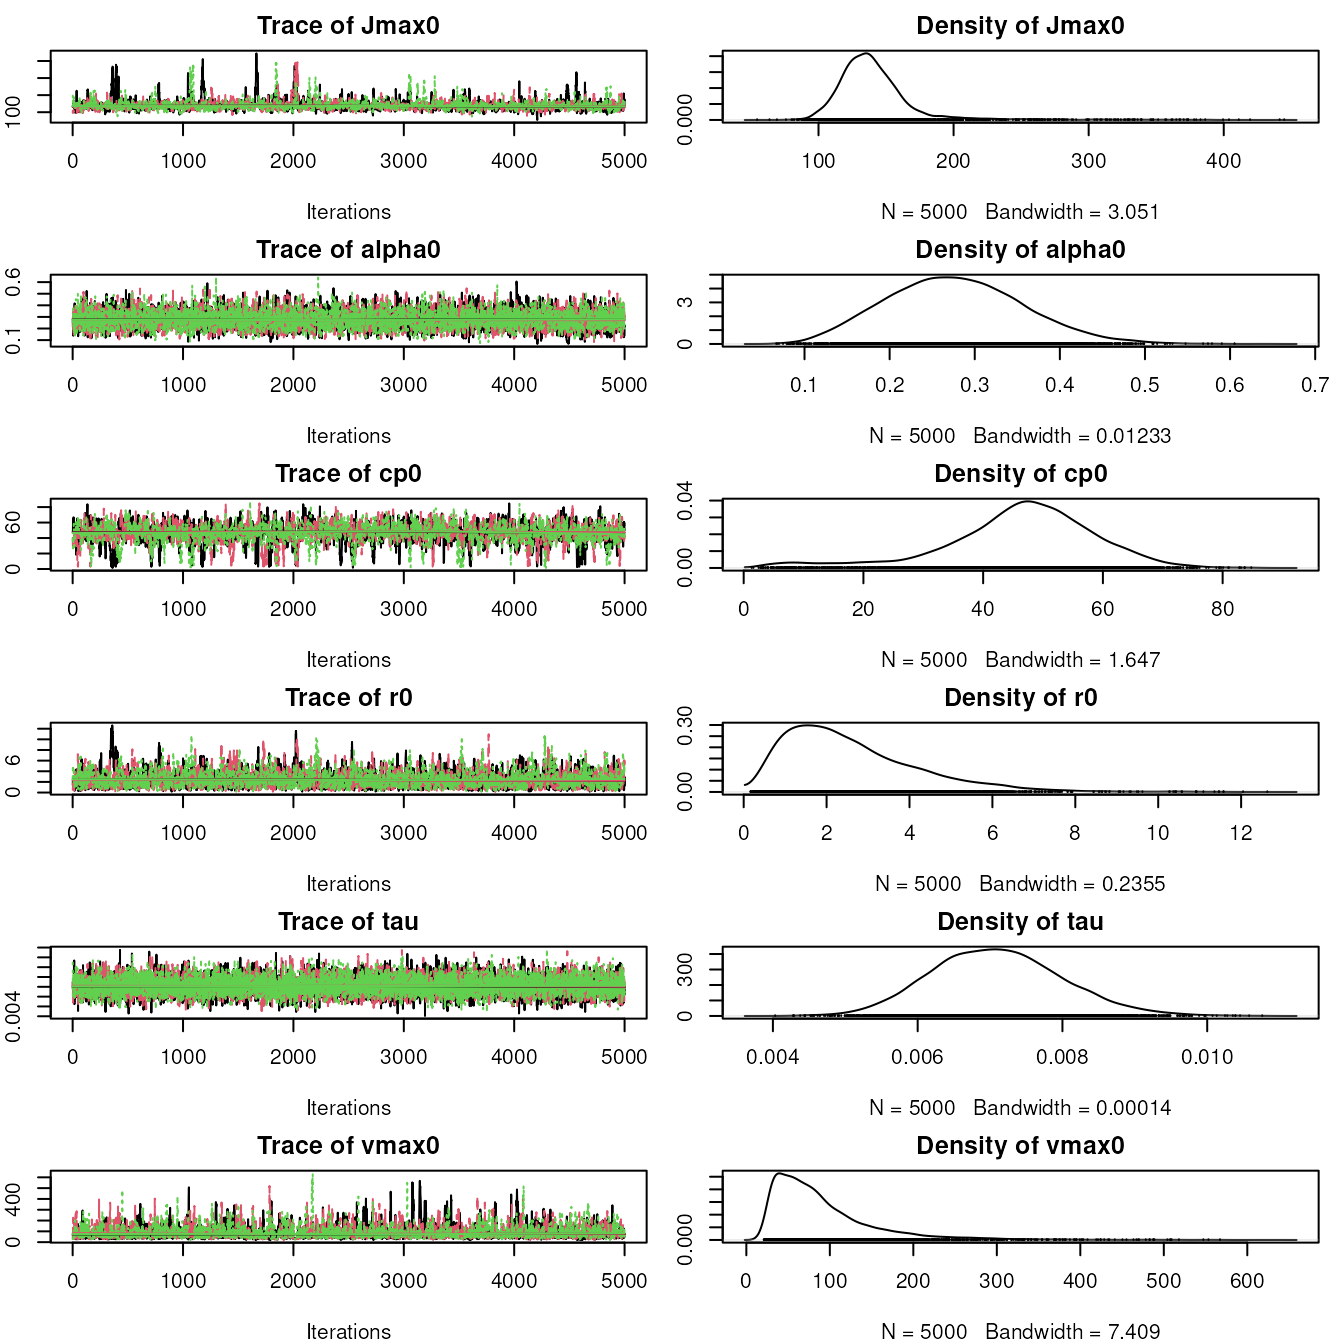 Trace of Jmax0
100
0 1000 2000 3000 4000 5000
Iterations
Density of Jmax0
0.000
100 200 300 400
N = 5000 Bandwidth = 3.051
Trace of alpha0
0.1 0.6
0 1000 2000 3000 4000 5000
Iterations
Density of alpha0
0 3
0.1 0.2 0.3 0.4 0.5 0.6 0.7
N = 5000 Bandwidth = 0.01233
Trace of cp0
0 60
0 1000 2000 3000 4000 5000
Iterations
Density of cp0
0.00 0.04
0 20 40 60 80
N = 5000 Bandwidth = 1.647
Trace of r0
0 6
0 1000 2000 3000 4000 5000
Iterations
Density of r0
0.00 0.30
0 2 4 6 8 10 12
N = 5000 Bandwidth = 0.2355
Trace of tau
0.004
0 1000 2000 3000 4000 5000
Iterations
Density of tau
0 300
0.004 0.006 0.008 0.010
N = 5000 Bandwidth = 0.00014
Trace of vmax0
0 400
0 1000 2000 3000 4000 5000
Iterations
Density of vmax0
0.000
0 100 200 300 400 500 600
N = 5000 Bandwidth = 7.409